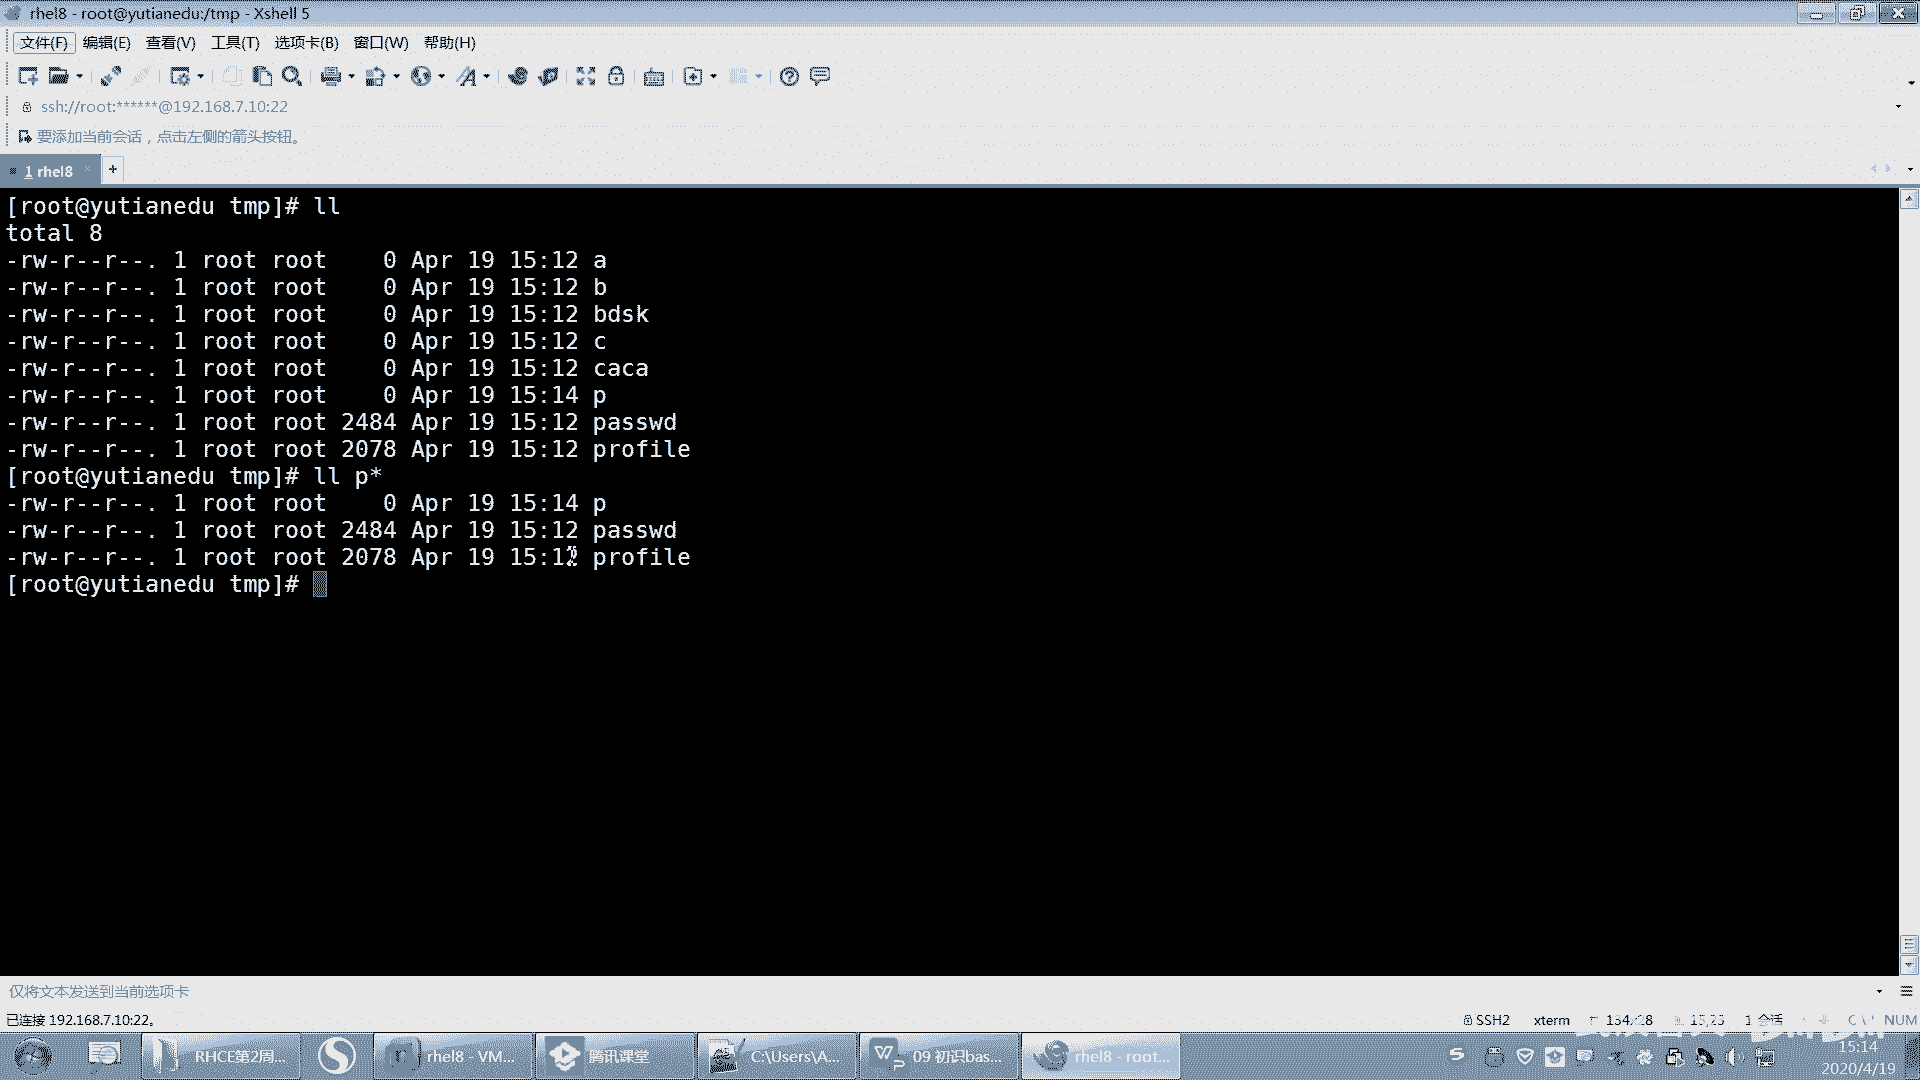 rhel8 - root@yutianedu:/tmp - Xshell 5
文件(F) 编辑(E) 查看(V) 工具(T) 选项卡(B) 窗口(W) 帮助(H)
ssh://root:******@192.168.7.10:22
要添加当前会话，点击左侧的箭头按钮。
1 rhel8 × +
[root@yutianedu tmp]# ll
total 8
-rw-r--r--. 1 root root    0 Apr 19 15:12 a
-rw-r--r--. 1 root root    0 Apr 19 15:12 b
-rw-r--r--. 1 root root    0 Apr 19 15:12 bdsk
-rw-r--r--. 1 root root    0 Apr 19 15:12 c
-rw-r--r--. 1 root root    0 Apr 19 15:12 caca
-rw-r--r--. 1 root root    0 Apr 19 15:14 p
-rw-r--r--. 1 root root 2484 Apr 19 15:12 passwd
-rw-r--r--. 1 root root 2078 Apr 19 15:12 profile
[root@yutianedu tmp]# ll p*
-rw-r--r--. 1 root root    0 Apr 19 15:14 p
-rw-r--r--. 1 root root 2484 Apr 19 15:12 passwd
-rw-r--r--. 1 root root 2078 Apr 19 15:12 profile
[root@yutianedu tmp]#
仅将文本发送到当前选项卡
已连接 192.168.7.10:22。 SSH2 xterm 134x28 15,23 1 会话 NUM
RHCE第2周... rhel8 - VM... 腾讯课堂 C:\Users\A... 09 初识bas... rhel8 - root...
15:14
2020/4/19